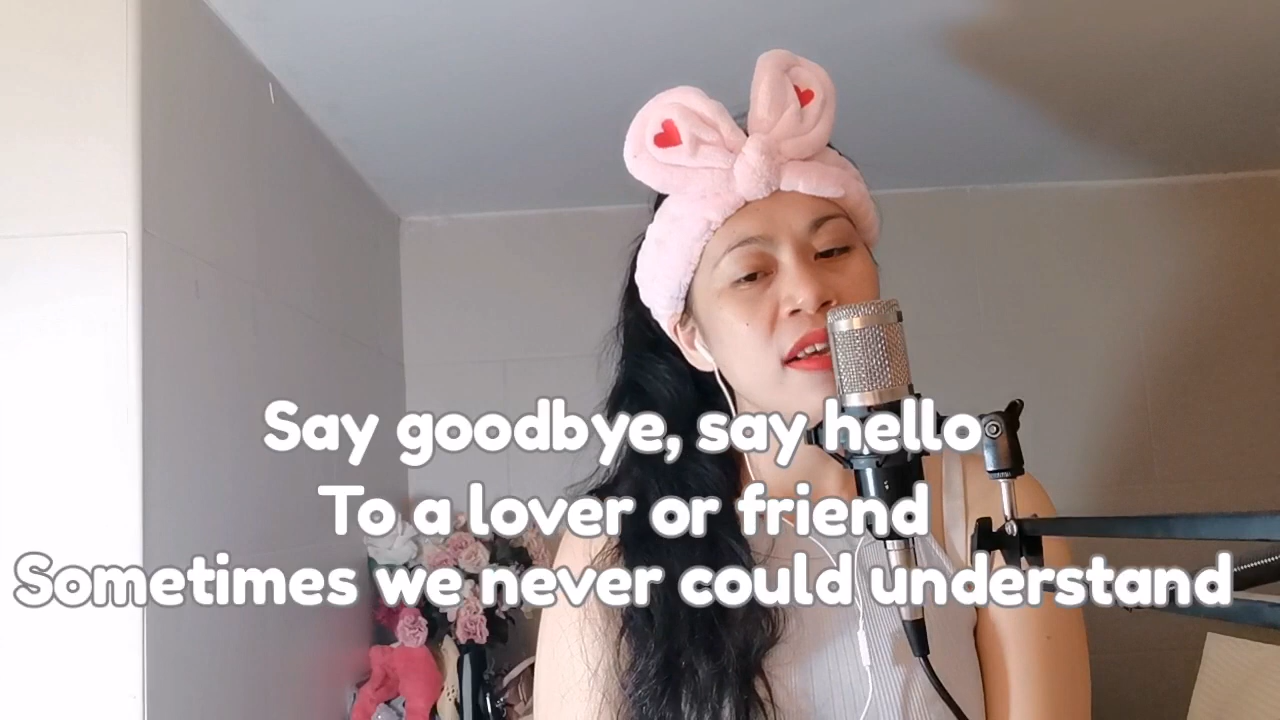 Say goodbye, say hello
To a lover or friend
Sometimes we never could understand